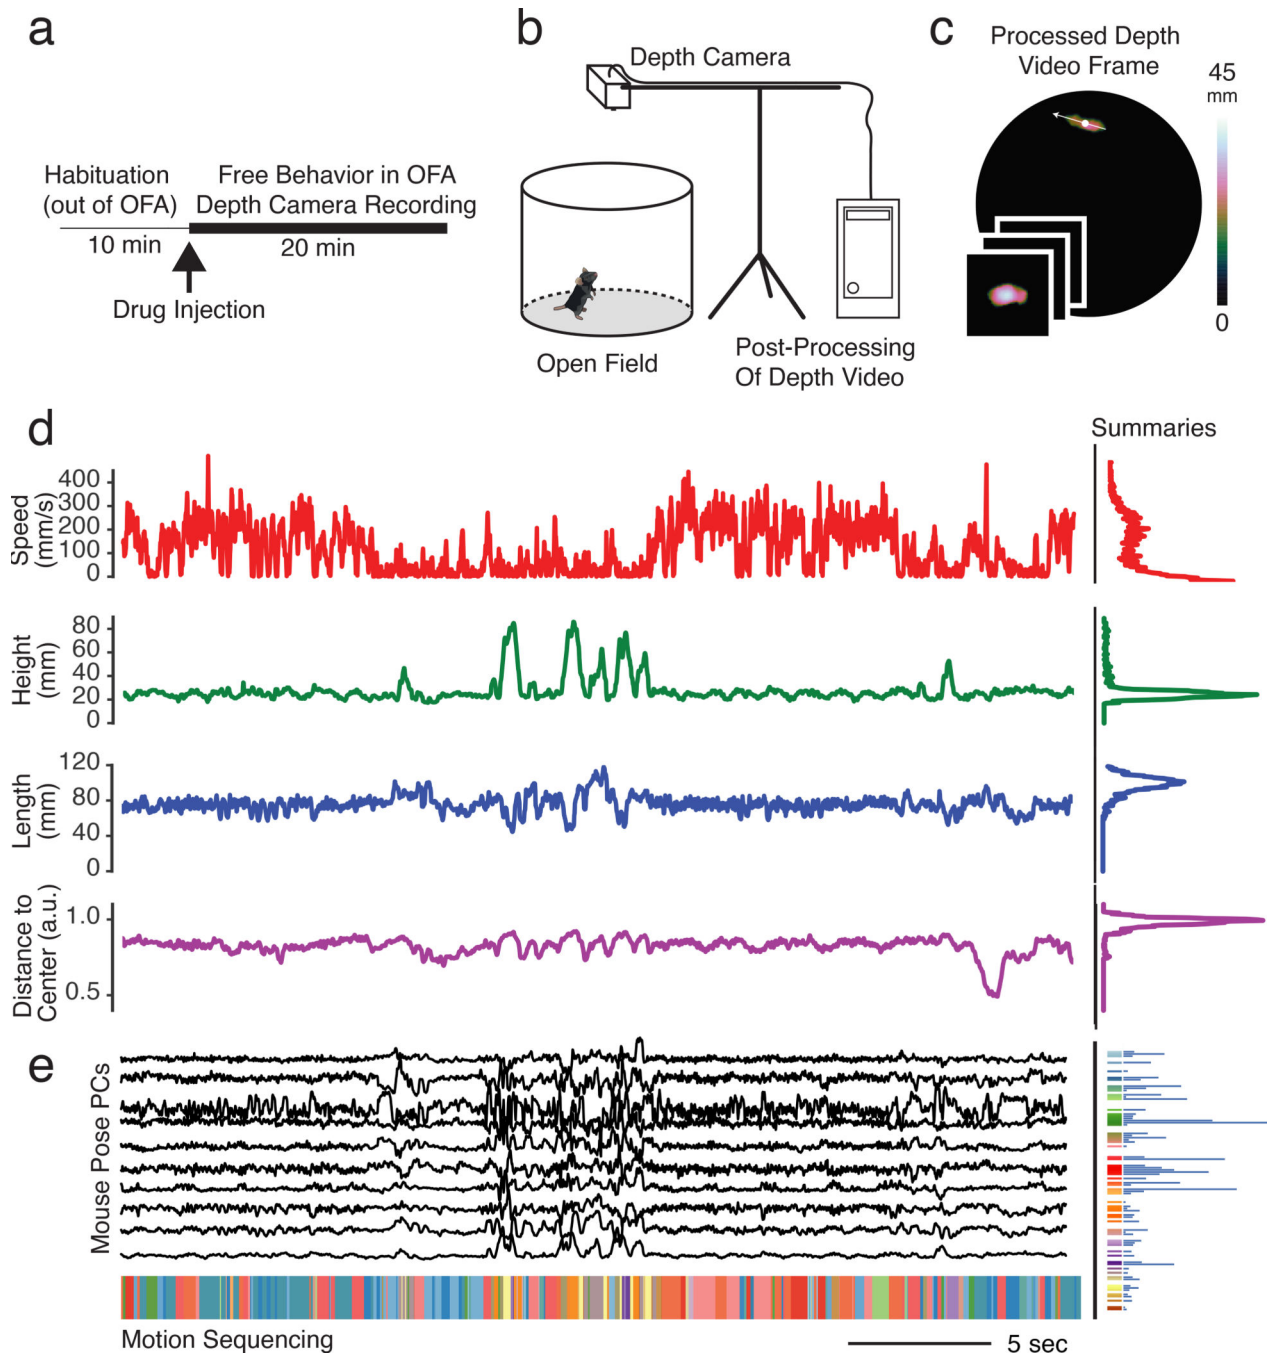 a
Habituation
(out of OFA)
10 min
Free Behavior in OFA
Depth Camera Recording
20 min
Drug Injection
b
Depth Camera
Open Field
Post-Processing
Of Depth Video
c
Processed Depth
Video Frame
45
mm
0
d
Summaries
Speed
(mm/s)
400
300
200
100
0
Height
(mm)
80
60
40
20
0
Length
(mm)
120
80
40
0
Distance to
Center (a.u.)
1.0
0.5
e
Mouse Pose PCs
Motion Sequencing
5 sec